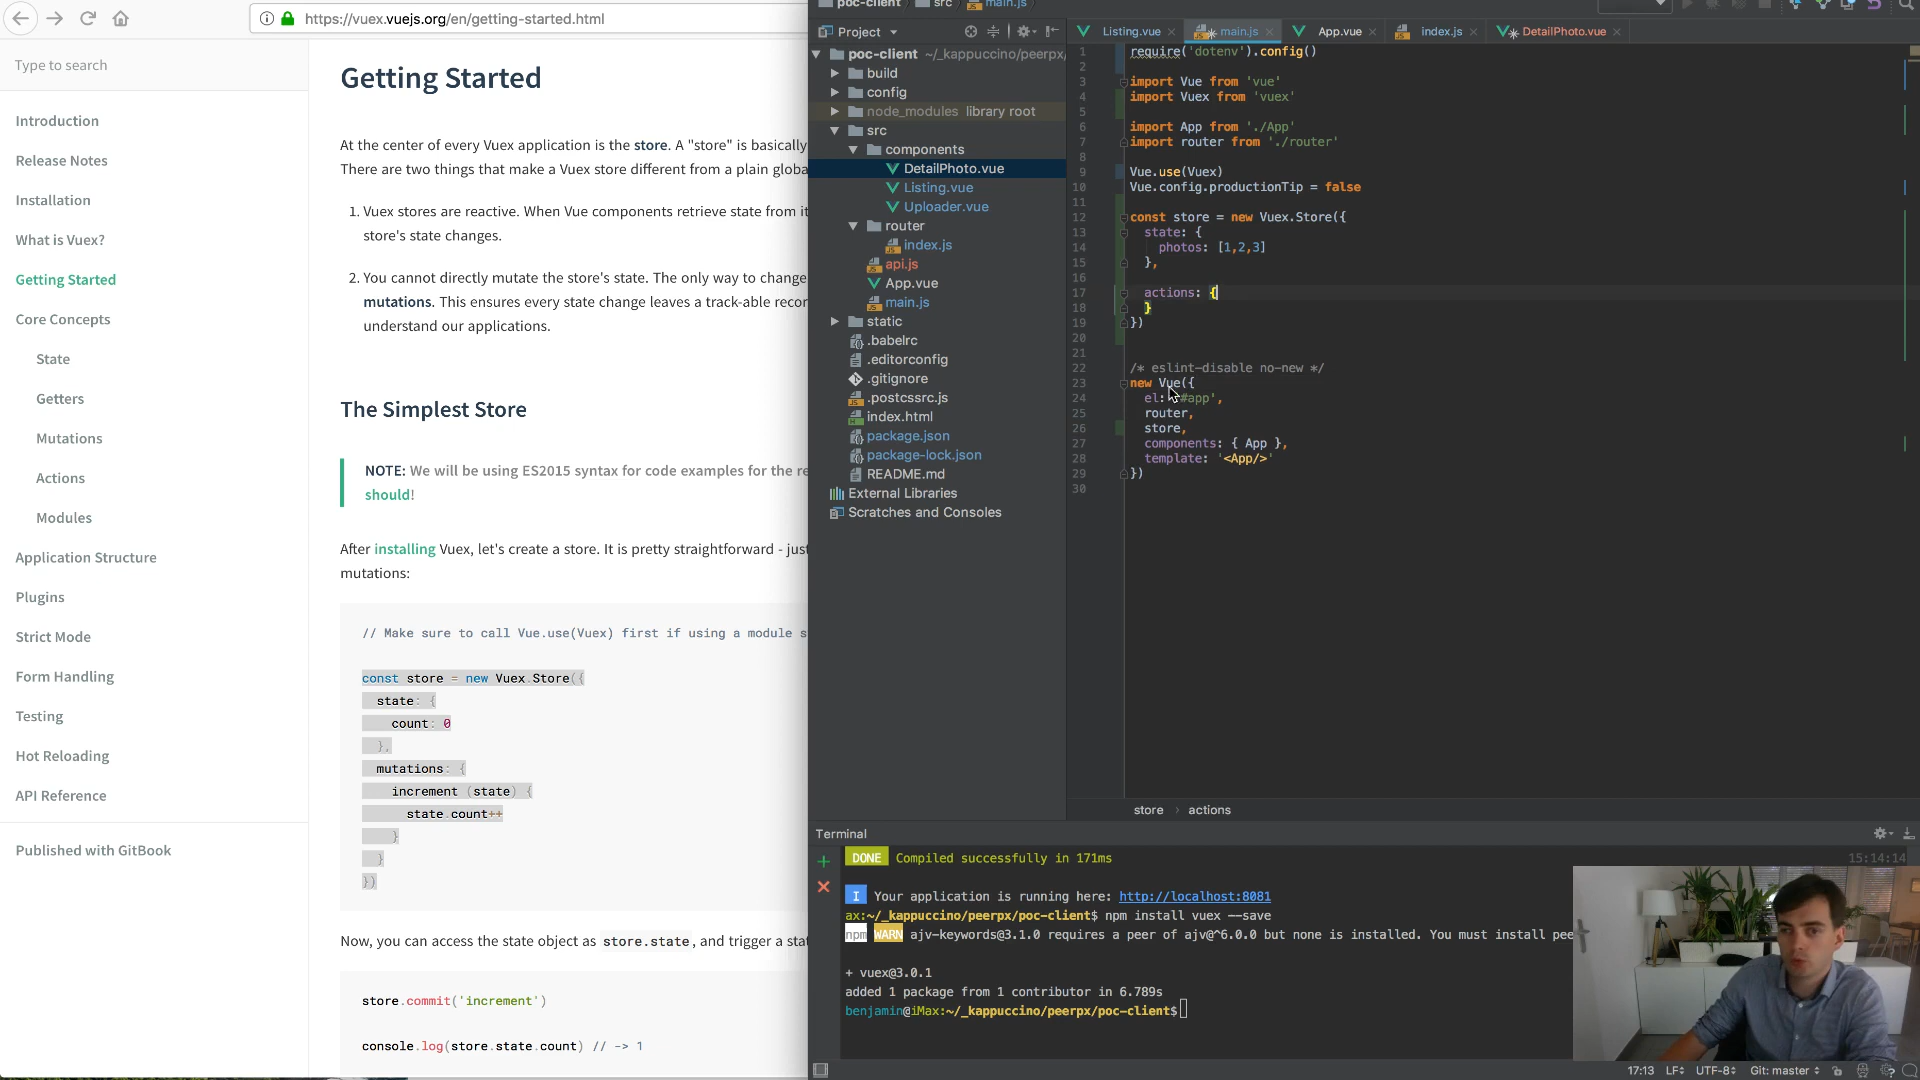 https://vuex.vuejs.org/en/getting-started.html
Type to search
Introduction
Release Notes
Installation
What is Vuex?
Getting Started
Core Concepts
State
Getters
Mutations
Actions
Modules
Application Structure
Plugins
Strict Mode
Form Handling
Testing
Hot Reloading
API Reference
Published with GitBook
Getting Started
At the center of every Vuex application is the store. A "store" is basically
There are two things that make a Vuex store different from a plain globa
1. Vuex stores are reactive. When Vue components retrieve state from it
store's state changes.
2. You cannot directly mutate the store's state. The only way to change
mutations. This ensures every state change leaves a track-able recor
understand our applications.
The Simplest Store
NOTE: We will be using ES2015 syntax for code examples for the re
should!
After installing Vuex, let's create a store. It is pretty straightforward - just
mutations:
// Make sure to call Vue.use(Vuex) first if using a module s
const store = new Vuex.Store({
state: {
count: 0
},
mutations: {
increment (state) {
state.count++
}
}
})
Now, you can access the state object as store.state, and trigger a stat
store.commit('increment')
console.log(store.state.count) // -> 1
poc-client src main.js
Project
poc-client ~/_kappuccino/peerpx/
build
config
node_modules library root
src
components
DetailPhoto.vue
Listing.vue
Uploader.vue
router
index.js
api.js
App.vue
main.js
static
.babelrc
.editorconfig
.gitignore
.postcssrc.js
index.html
package.json
package-lock.json
README.md
External Libraries
Scratches and Consoles
Listing.vue main.js App.vue index.js DetailPhoto.vue
1 require('dotenv').config()
2
3 import Vue from 'vue'
4 import Vuex from 'vuex'
5
6 import App from './App'
7 import router from './router'
8
9 Vue.use(Vuex)
10 Vue.config.productionTip = false
11
12 const store = new Vuex.Store({
13 state: {
14 photos: [1,2,3]
15 },
16
17 actions: {
18 }
19 })
20
21
22 /* eslint-disable no-new */
23 new Vue({
24 el: '#app',
25 router,
26 store,
27 components: { App },
28 template: '<App/>'
29 })
30
store › actions
Terminal
DONE Compiled successfully in 171ms 15:14:14
I Your application is running here: http://localhost:8081
ax:~/_kappuccino/peerpx/poc-client$ npm install vuex --save
npm WARN ajv-keywords@3.1.0 requires a peer of ajv@^6.0.0 but none is installed. You must install pee
+ vuex@3.0.1
added 1 package from 1 contributor in 6.789s
benjamin@iMax:~/_kappuccino/peerpx/poc-client$
17:13 LF UTF-8 Git: master